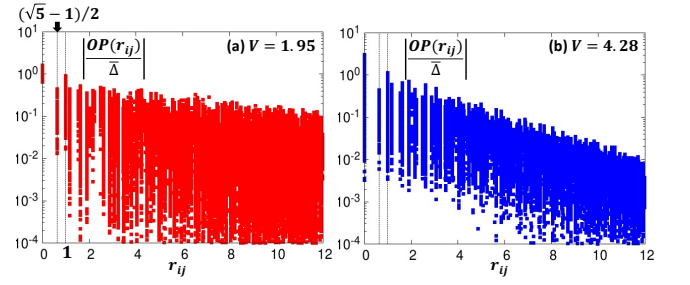 (√5 − 1)/2
10^1
10^0
10^-1
10^-2
10^-3
10^-4
|OP(r_ij)/Δ̅|
(a) V = 1.95
0 1 2 4 6 8 10 12
r_ij
10^1
10^0
10^-1
10^-2
10^-3
10^-4
|OP(r_ij)/Δ̅|
(b) V = 4.28
0 2 4 6 8 10 12
r_ij